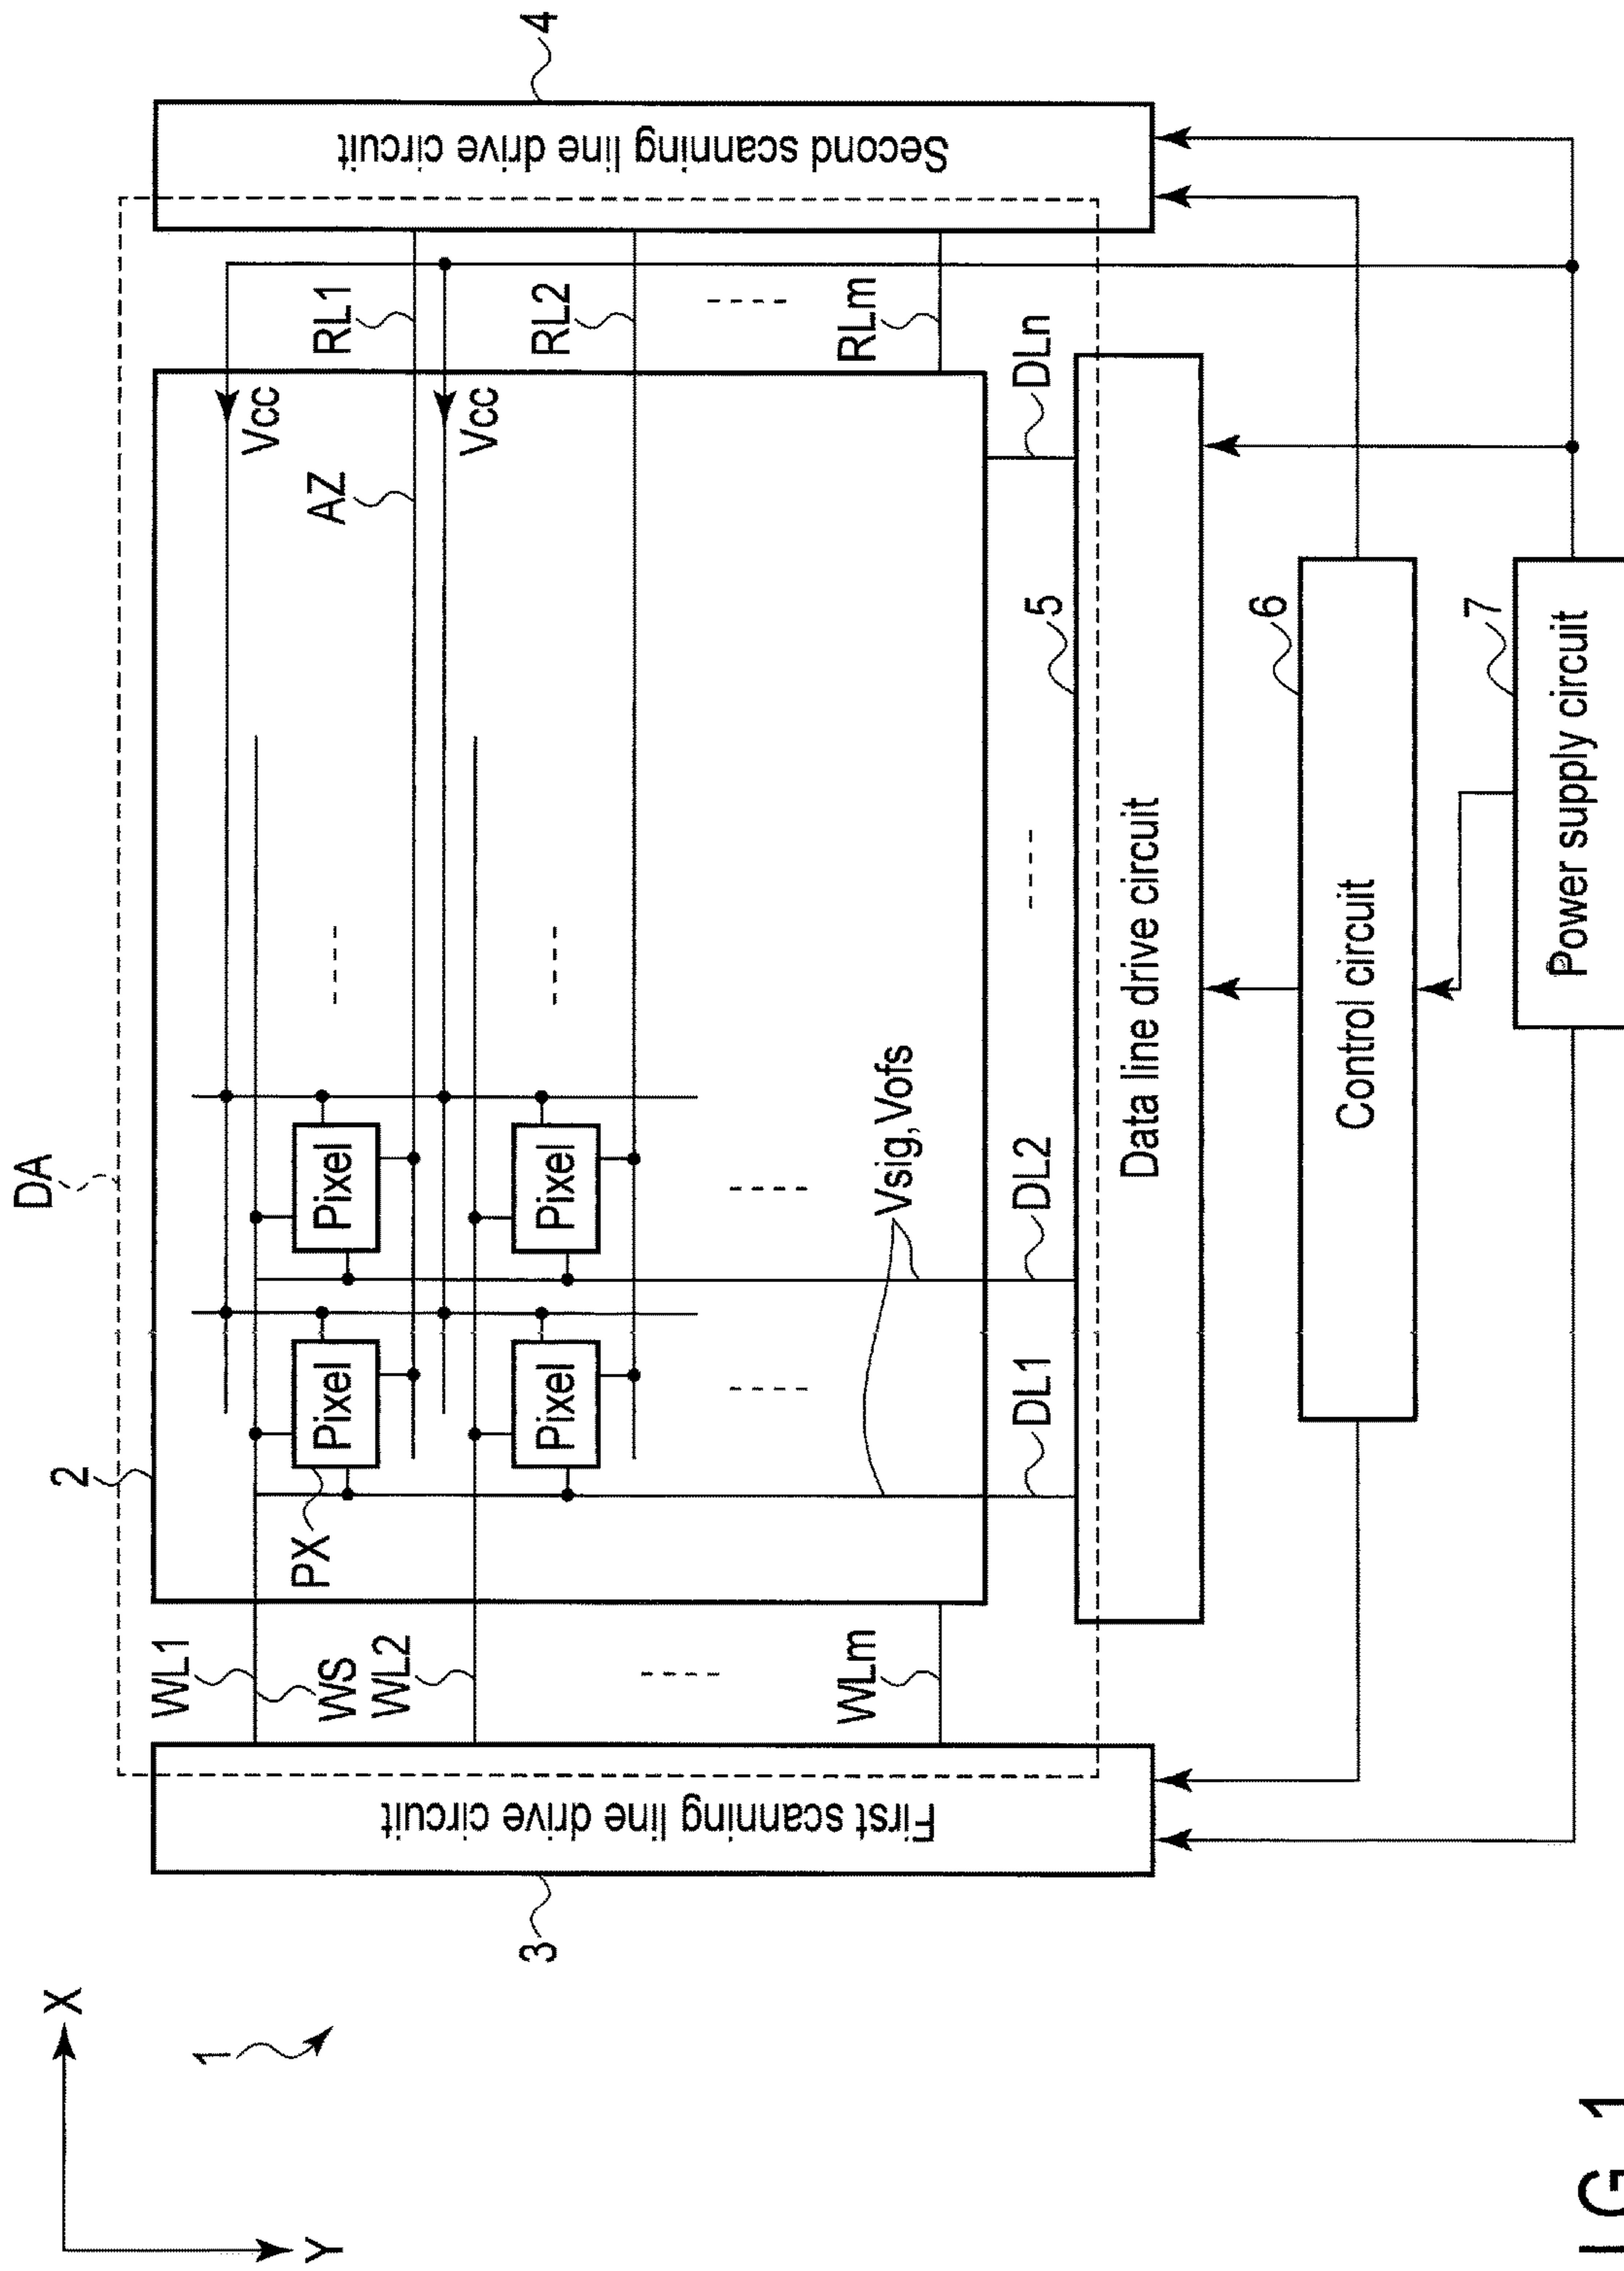 X
Y
1
DA
2
WL1
WS
WL2
WLm
PX
Pixel
Pixel
Pixel
Pixel
Vcc
AZ
Vcc
RL1
RL2
RLm
Vsig,Vofs
DL1
DL2
DLn
3
First scanning line drive circuit
4
Second scanning line drive circuit
5
Data line drive circuit
6
Control circuit
7
Power supply circuit
I G 1